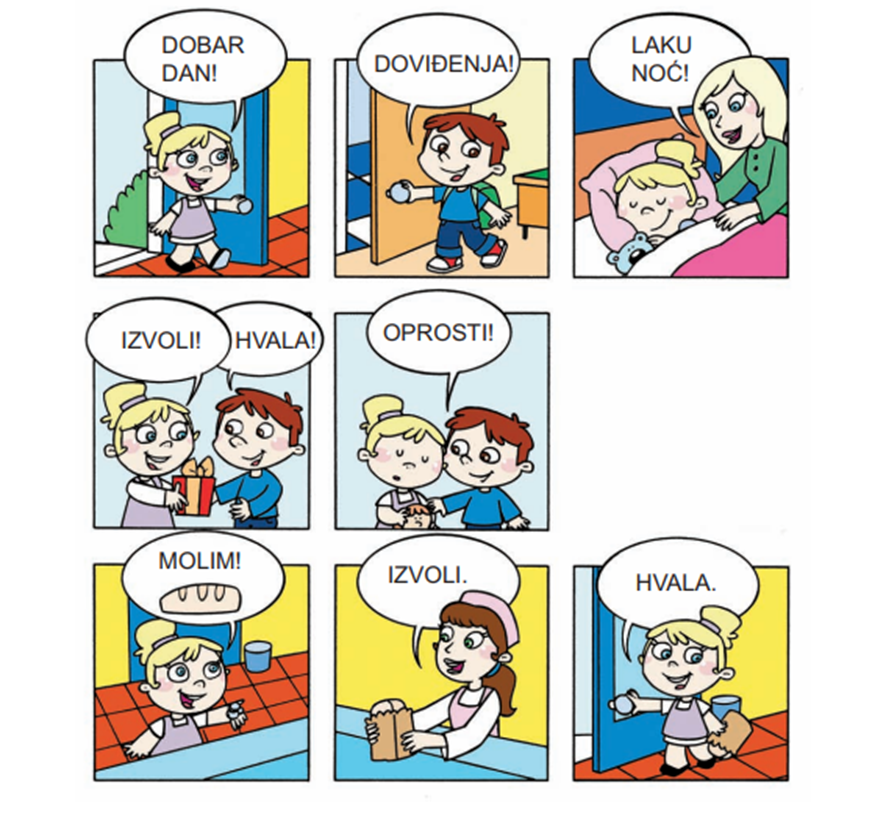 DOBAR
DAN!
DOVIĐENJA!
LAKU
NOĆ!
IZVOLI!
HVALA!
OPROSTI!
MOLIM!
IZVOLI.
HVALA.